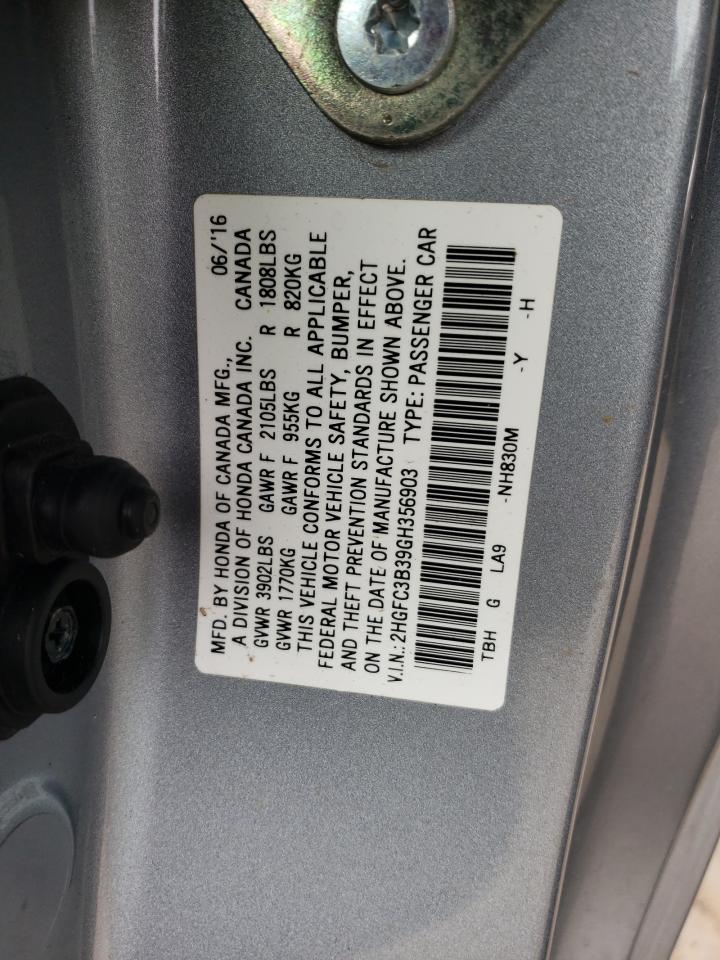 MFD. BY HONDA OF CANADA MFG., 06/'16
A DIVISION OF HONDA CANADA INC. CANADA
GVWR 3902LBS GAWR F 2105LBS R 1808LBS
GVWR 1770KG GAWR F 955KG R 820KG
THIS VEHICLE CONFORMS TO ALL APPLICABLE
FEDERAL MOTOR VEHICLE SAFETY, BUMPER,
AND THEFT PREVENTION STANDARDS IN EFFECT
ON THE DATE OF MANUFACTURE SHOWN ABOVE.
V.I.N.: 2HGFC3B39GH356903 TYPE: PASSENGER CAR
TBH G LA9 -NH830M -Y -H